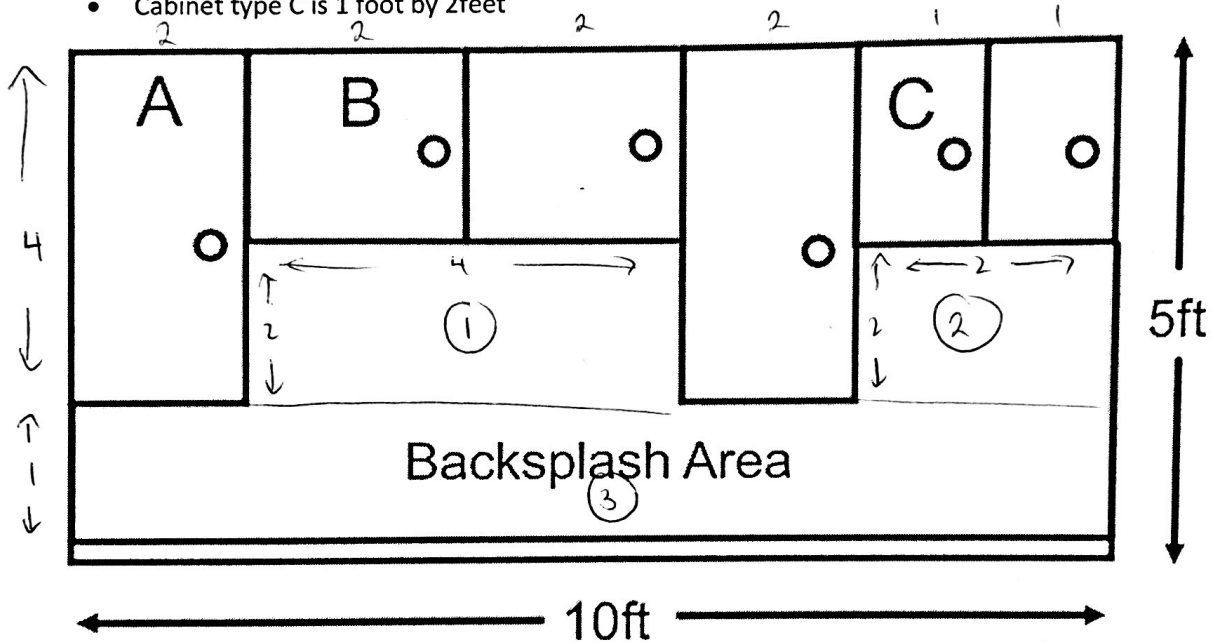 • Cabinet type C is 1 foot by 2feet
2 2 2 2 1 1
A B C
4
4 2
2 1 2 2
5ft
Backsplash Area
1 3
10ft